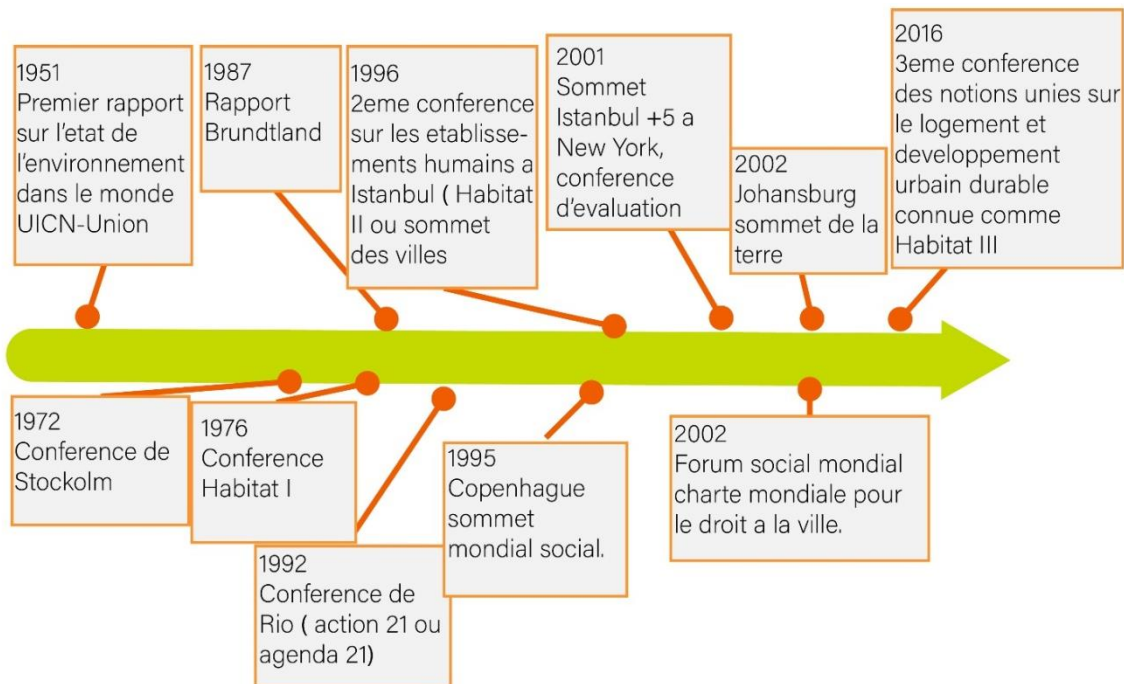 1951
Premier rapport
sur l'etat de
l'environnement
dans le monde
UICN-Union
1987
Rapport
Brundtland
1996
2eme conference
sur les etablisse-
ments humains a
Istanbul ( Habitat
II ou sommet
des villes
2001
Sommet
Istanbul +5 a
New York,
conference
d'evaluation
2002
Johansburg
sommet de la
terre
2016
3eme conference
des notions unies sur
le logement et
developpement
urbain durable
connue comme
Habitat III
1972
Conference de
Stockolm
1976
Conference
Habitat I
1992
Conference de
Rio ( action 21 ou
agenda 21)
1995
Copenhague
sommet
mondial social.
2002
Forum social mondial
charte mondiale pour
le droit a la ville.